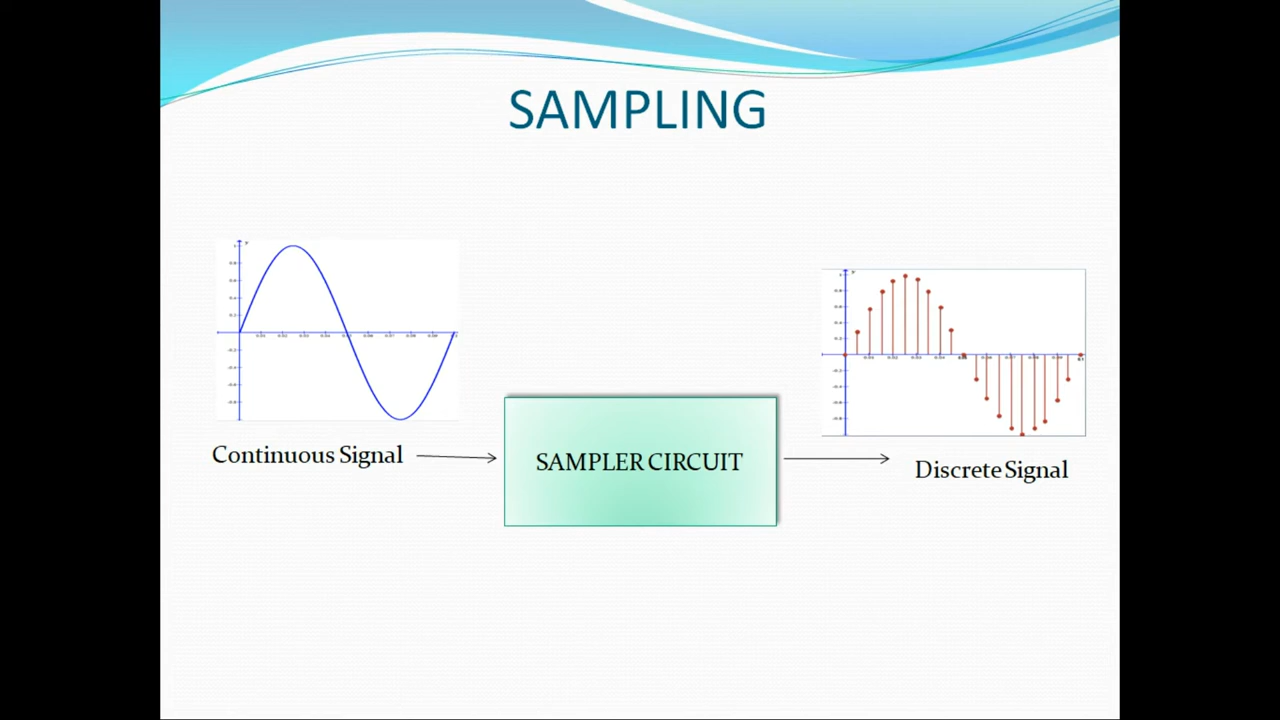 SAMPLING
Continuous Signal
SAMPLER CIRCUIT
Discrete Signal